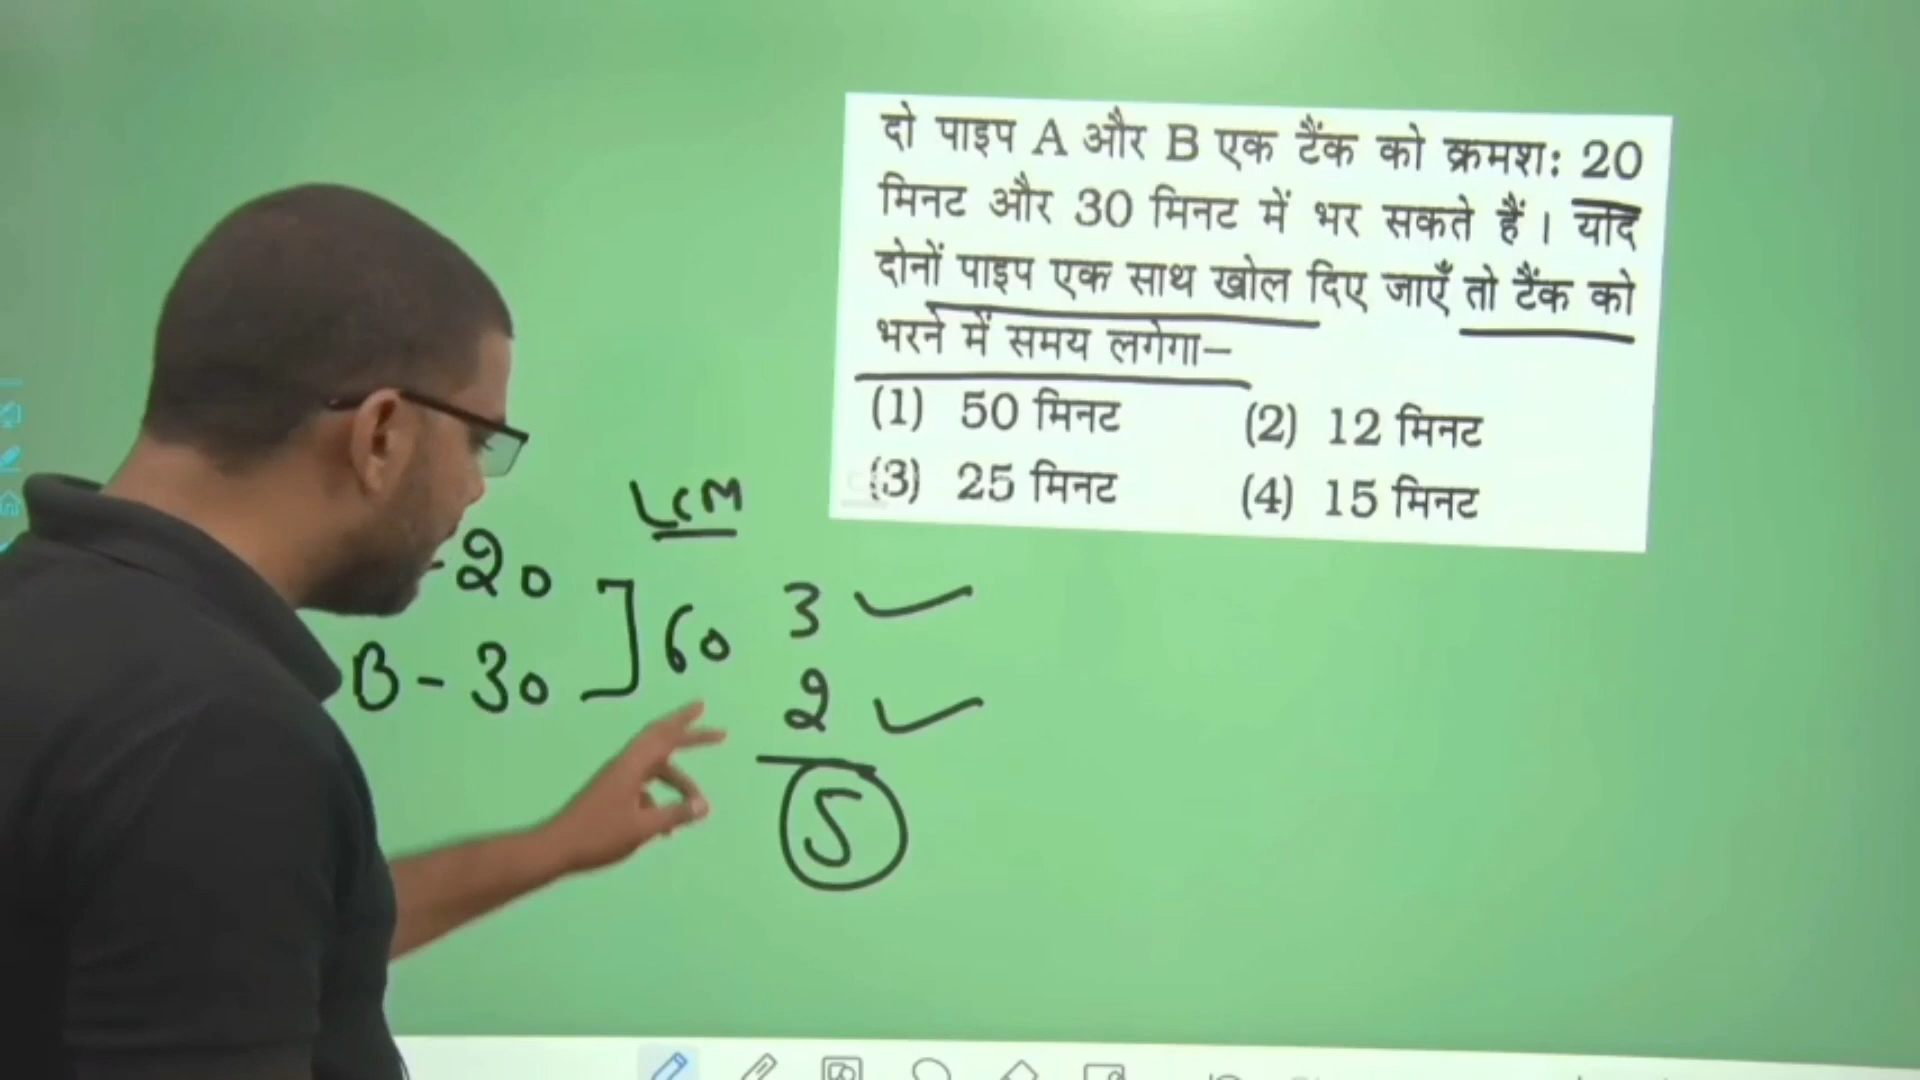 दो पाइप A और B एक टैंक को क्रमश: 20
मिनट और 30 मिनट में भर सकते हैं। यदि
दोनों पाइप एक साथ खोल दिए जाएँ तो टैंक को
भरने में समय लगेगा–
(1) 50 मिनट (2) 12 मिनट
(3) 25 मिनट (4) 15 मिनट
LCM
-20
B-30
60
3
2
5